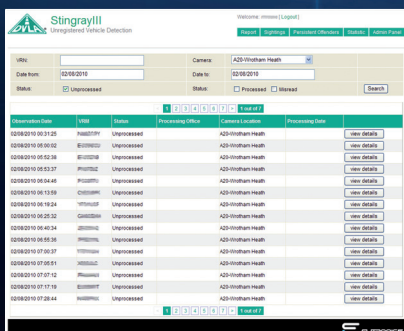 StingrayIII
DVLA Unregistered Vehicle Detection
Welcome: mnowe | Logout |
Report Sightings Persistent Offenders Statistic Admin Panel
VRN: Camera: A20-Wrotham Heath
Date from: 02/08/2010 Date to: 02/08/2010
Status: Unprocessed Status: Processed Misread Search
1 2 3 4 5 6 7 > 1 out of 7
Observation Date VRM Status Processing Office Camera Location Processing Date
02/08/2010 00:31:25 Unprocessed A20-Wrotham Heath view details
02/08/2010 05:00:02 Unprocessed A20-Wrotham Heath view details
02/08/2010 05:52:38 Unprocessed A20-Wrotham Heath view details
02/08/2010 05:53:37 Unprocessed A20-Wrotham Heath view details
02/08/2010 06:04:45 Unprocessed A20-Wrotham Heath view details
02/08/2010 06:13:59 Unprocessed A20-Wrotham Heath view details
02/08/2010 06:19:24 Unprocessed A20-Wrotham Heath view details
02/08/2010 06:25:32 Unprocessed A20-Wrotham Heath view details
02/08/2010 06:40:34 Unprocessed A20-Wrotham Heath view details
02/08/2010 06:55:36 Unprocessed A20-Wrotham Heath view details
02/08/2010 07:00:37 Unprocessed A20-Wrotham Heath view details
02/08/2010 07:05:51 Unprocessed A20-Wrotham Heath view details
02/08/2010 07:07:12 Unprocessed A20-Wrotham Heath view details
02/08/2010 07:17:19 Unprocessed A20-Wrotham Heath view details
02/08/2010 07:28:44 Unprocessed A20-Wrotham Heath view details
1 2 3 4 5 6 7 > 1 out of 7